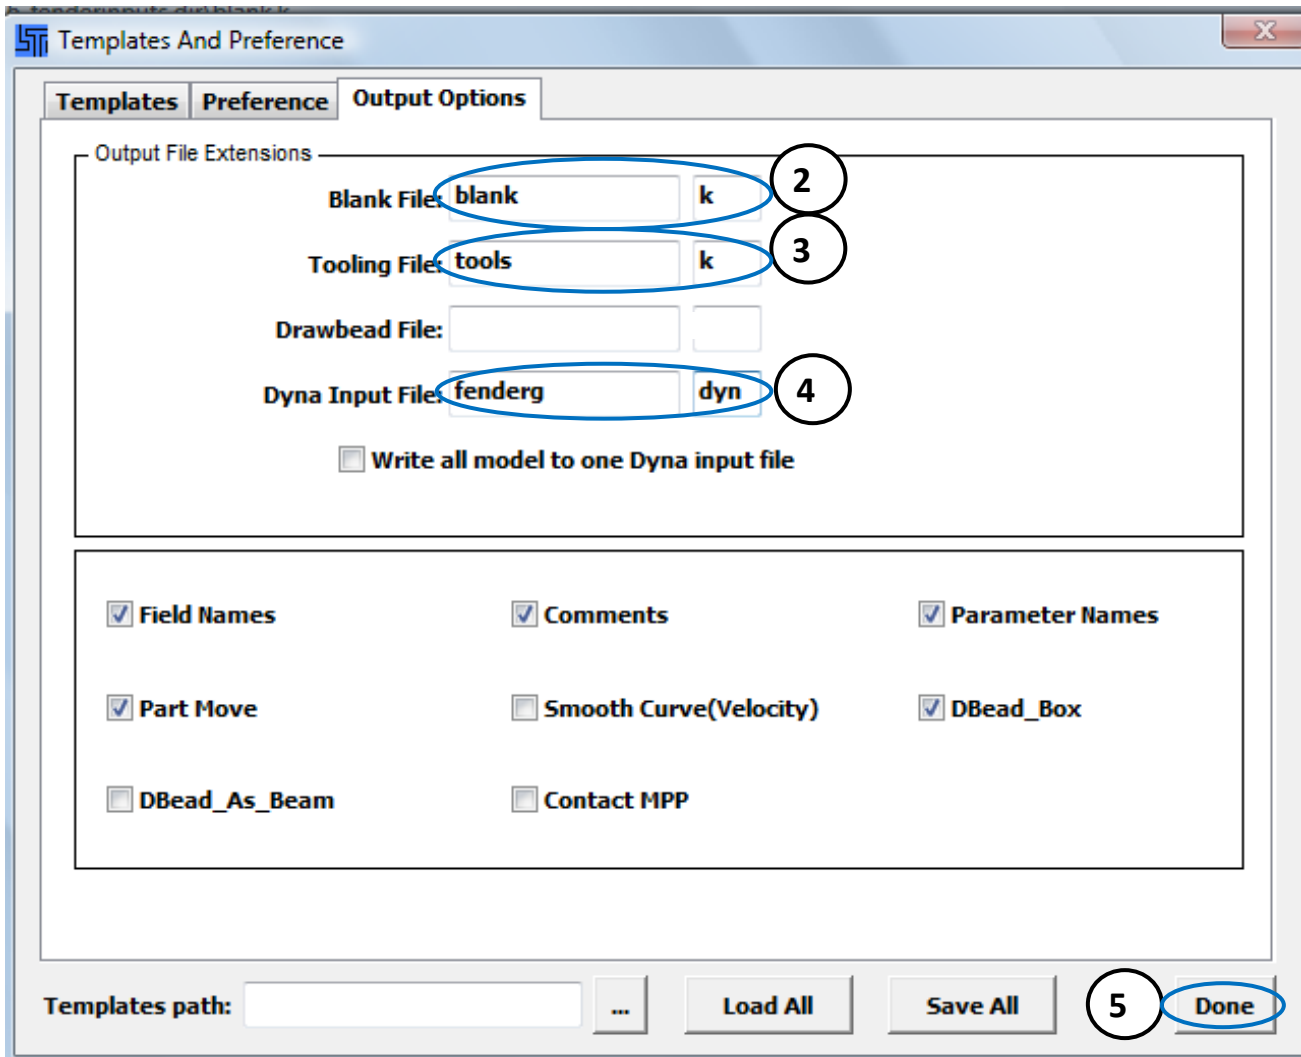 Templates And Preference
X
Templates Preference Output Options
Output File Extensions
Blank File: blank k 2
Tooling File: tools k 3
Drawbead File:
Dyna Input File: fenderg dyn 4
Write all model to one Dyna input file
Field Names Comments Parameter Names
Part Move Smooth Curve(Velocity) DBead_Box
DBead_As_Beam Contact MPP
Templates path: ... Load All Save All 5 Done